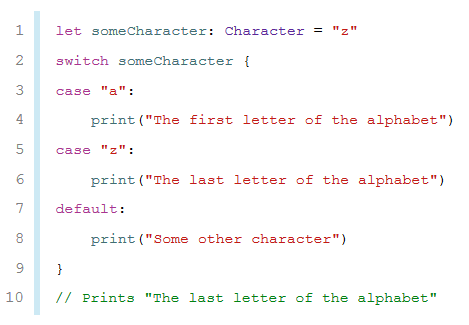 1 let someCharacter: Character = "z"
2 switch someCharacter {
3 case "a":
4     print("The first letter of the alphabet")
5 case "z":
6     print("The last letter of the alphabet")
7 default:
8     print("Some other character")
9 }
10 // Prints "The last letter of the alphabet"